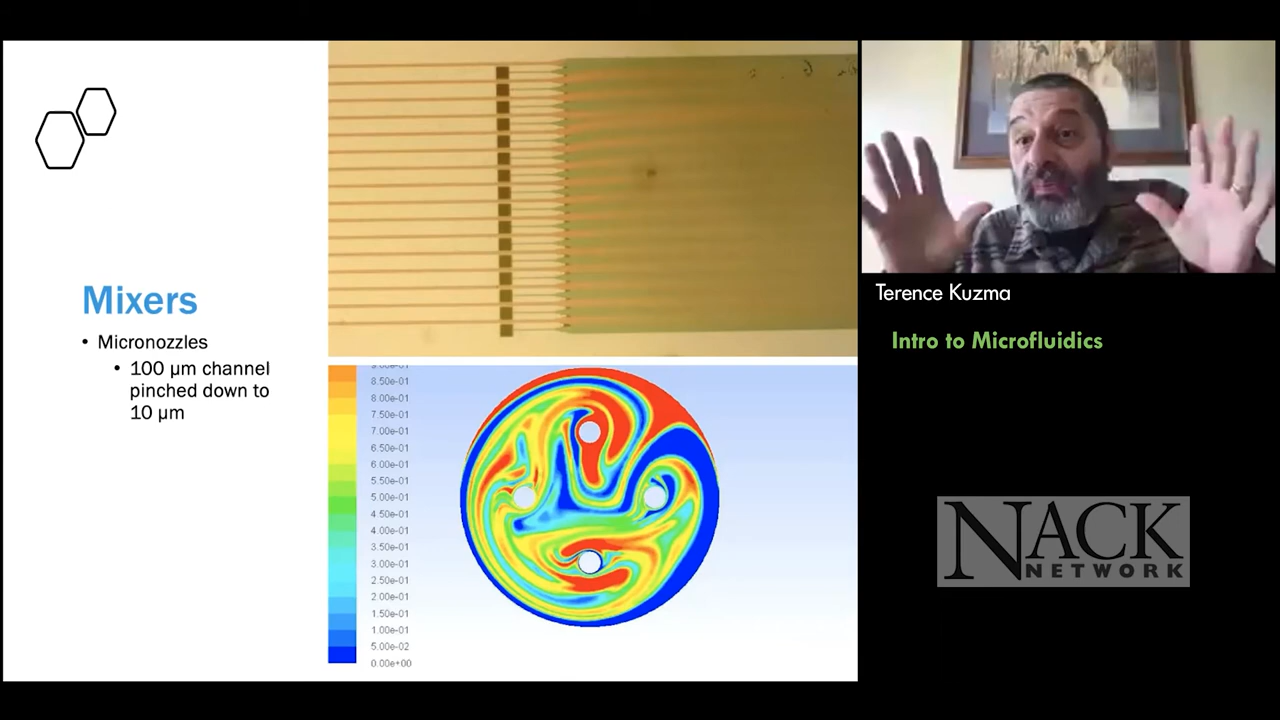 Mixers
• Micronozzles
• 100 µm channel
pinched down to
10 µm
8.50e-01
8.00e-01
7.50e-01
7.00e-01
6.50e-01
6.00e-01
5.50e-01
5.00e-01
4.50e-01
4.00e-01
3.50e-01
3.00e-01
2.50e-01
2.00e-01
1.50e-01
1.00e-01
5.00e-02
0.00e+00
Terence Kuzma
Intro to Microfluidics
NACK
NETWORK